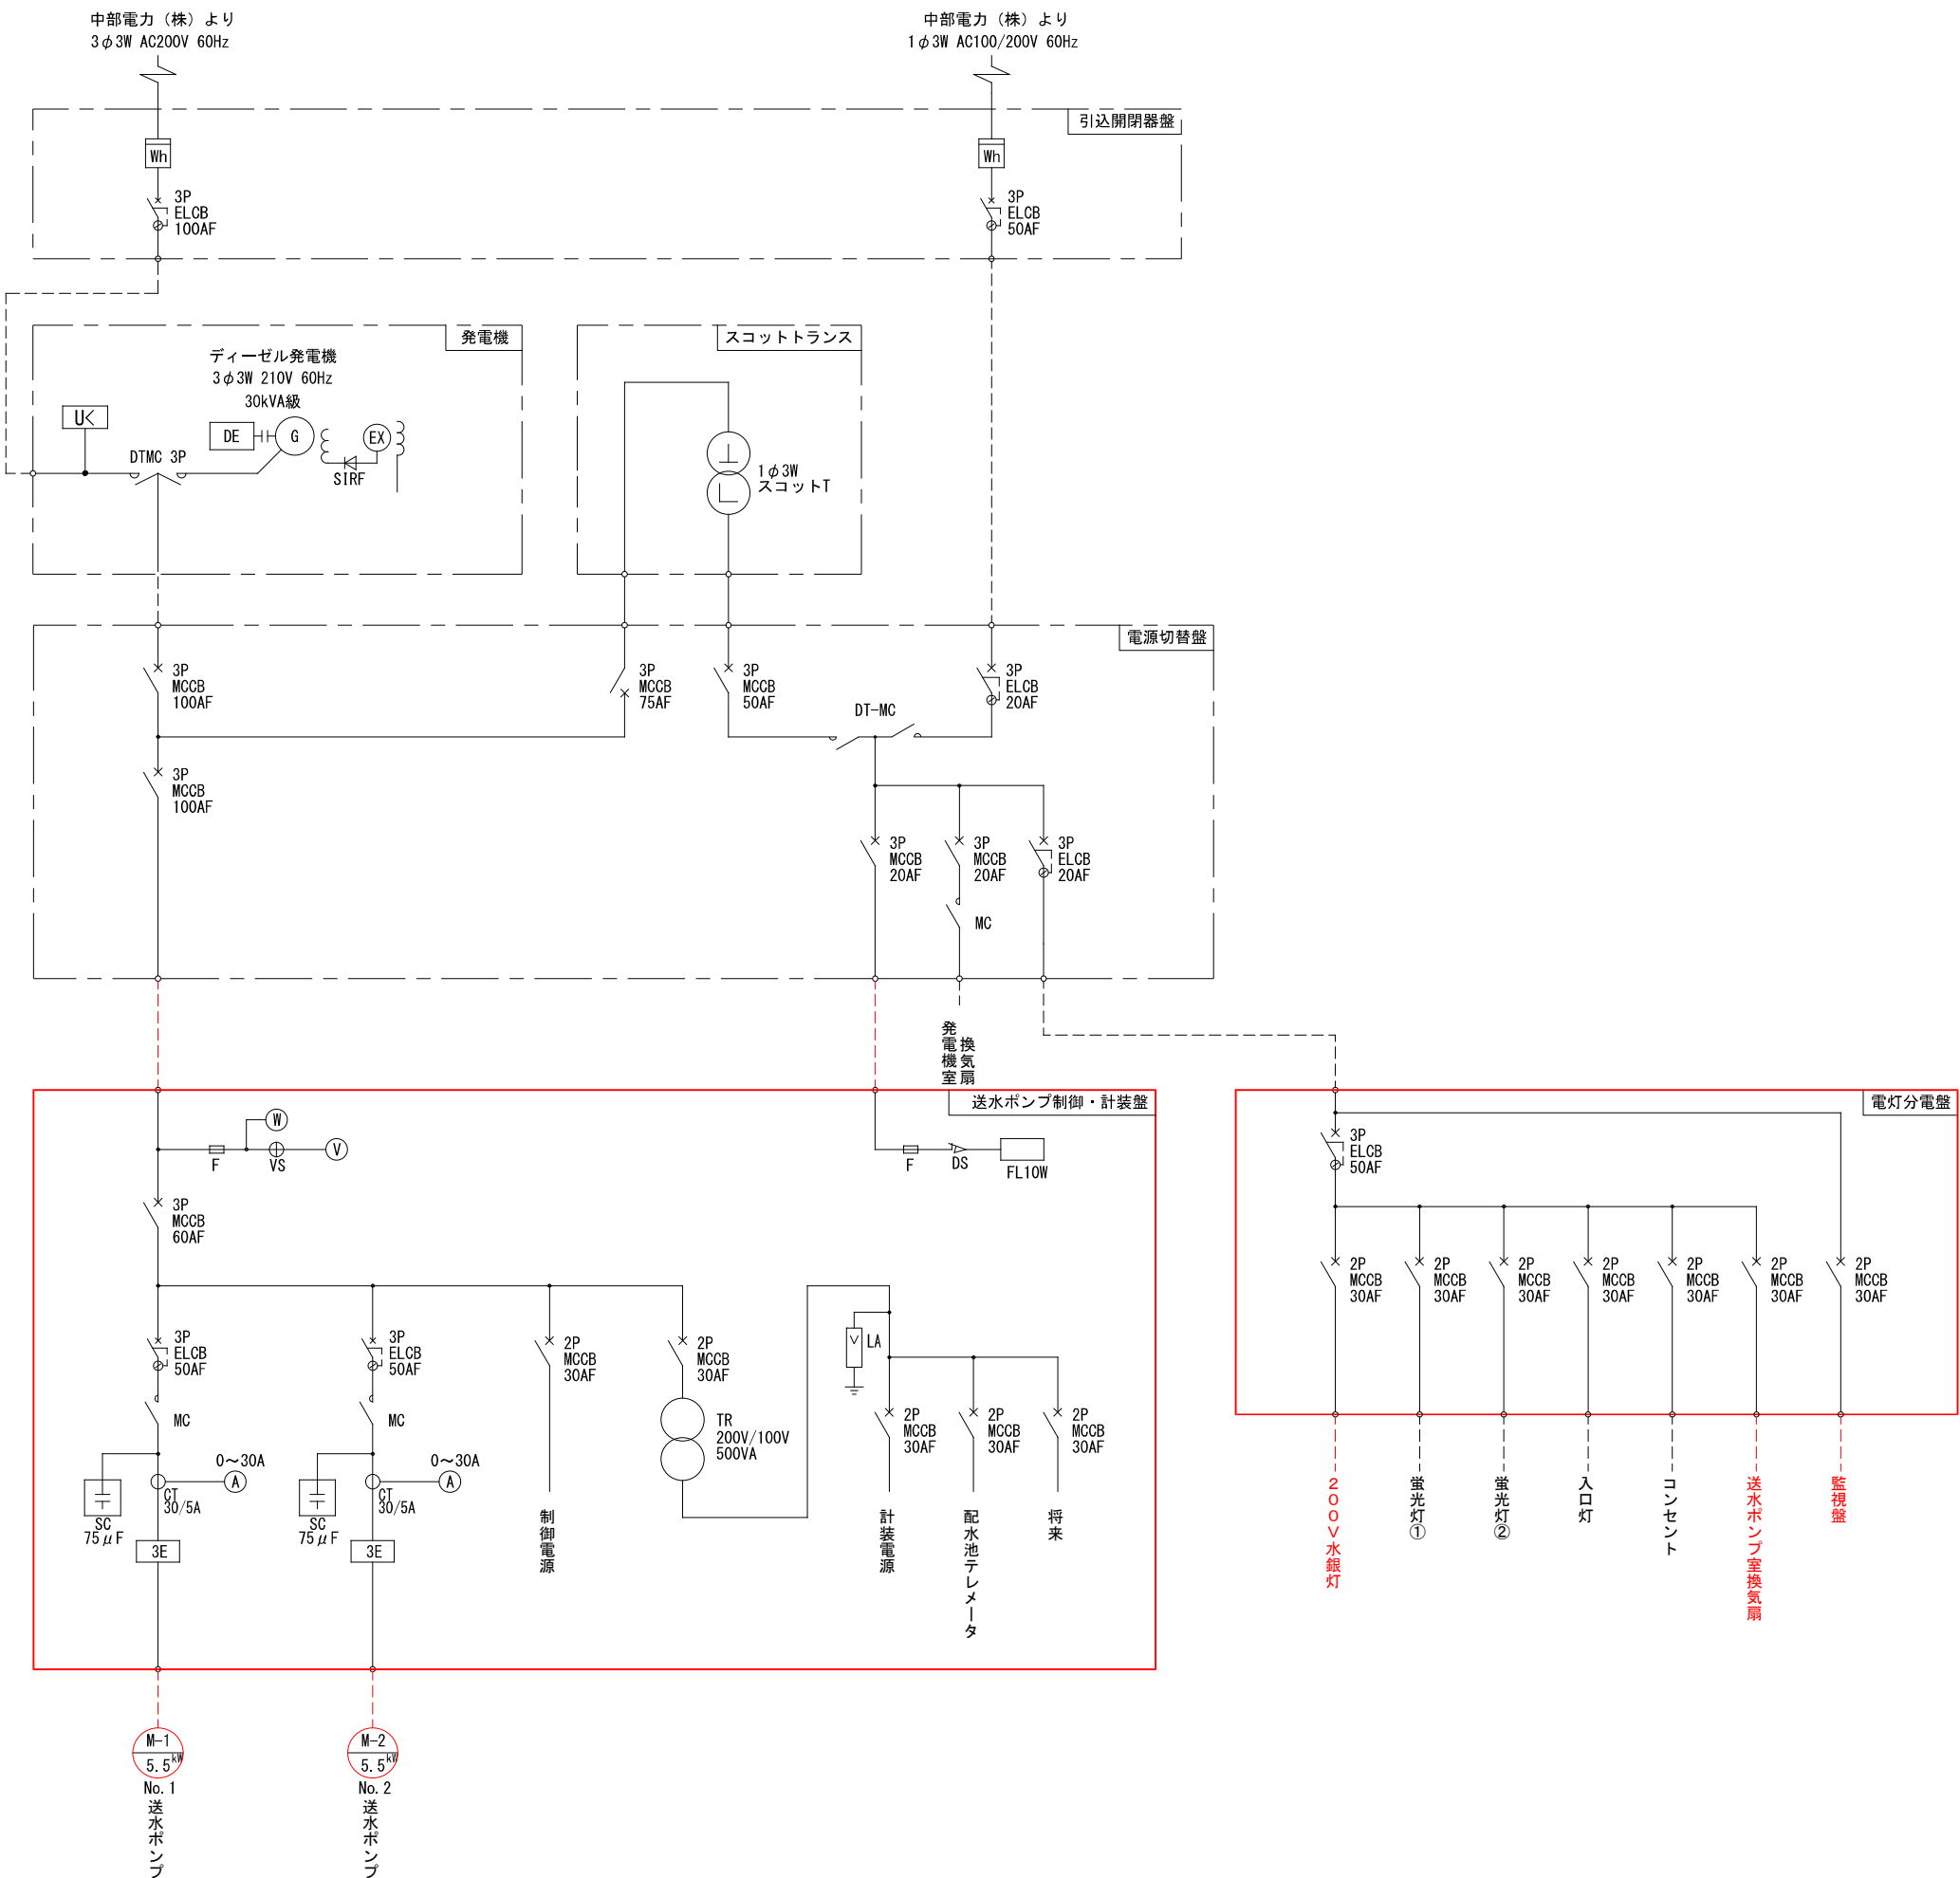 中部電力（株）より
3φ3W AC200V 60Hz
中部電力（株）より
1φ3W AC100/200V 60Hz
引込開閉器盤
Wh
3P
ELCB
100AF
Wh
3P
ELCB
50AF
発電機
ディーゼル発電機
3φ3W 210V 60Hz
30kVA級
U<
DE
G
EX
DTMC 3P
SIRF
スコットトランス
1φ3W
スコットT
電源切替盤
3P
MCCB
100AF
3P
MCCB
75AF
3P
MCCB
50AF
3P
ELCB
20AF
DT-MC
3P
MCCB
100AF
3P
MCCB
20AF
3P
MCCB
20AF
3P
ELCB
20AF
MC
発電機室
換気扇
送水ポンプ制御・計装盤
W
F
VS
V
F
DS
FL10W
3P
MCCB
60AF
3P
ELCB
50AF
3P
ELCB
50AF
2P
MCCB
30AF
2P
MCCB
30AF
LA
MC
MC
TR
200V/100V
500VA
2P
MCCB
30AF
2P
MCCB
30AF
2P
MCCB
30AF
0～30A
A
CT
30/5A
SC
75μF
3E
0～30A
A
CT
30/5A
SC
75μF
3E
制御電源
計装電源
配水池テレメータ
将来
M-1
5.5kW
No.1
送水ポンプ
M-2
5.5kW
No.2
送水ポンプ
電灯分電盤
3P
ELCB
50AF
2P
MCCB
30AF
2P
MCCB
30AF
2P
MCCB
30AF
2P
MCCB
30AF
2P
MCCB
30AF
2P
MCCB
30AF
2P
MCCB
30AF
200V水銀灯
蛍光灯①
蛍光灯②
入口灯
コンセント
送水ポンプ室換気扇
監視盤